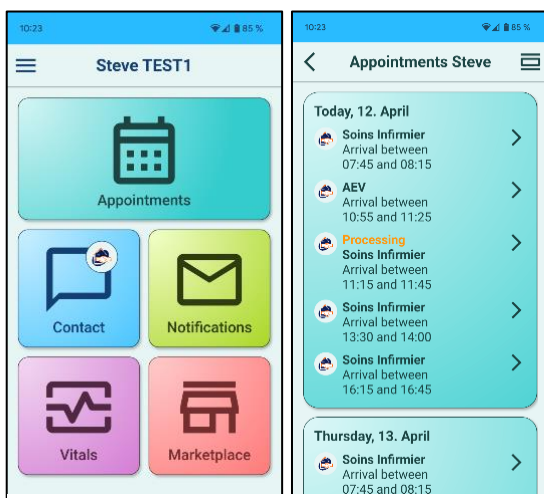 10:23
85 %
Steve TEST1
Appointments
Contact
Notifications
Vitals
Marketplace
10:23
85 %
Appointments Steve
Today, 12. April
Soins Infirmier
Arrival between
07:45 and 08:15
AEV
Arrival between
10:55 and 11:25
Processing
Soins Infirmier
Arrival between
11:15 and 11:45
Soins Infirmier
Arrival between
13:30 and 14:00
Soins Infirmier
Arrival between
16:15 and 16:45
Thursday, 13. April
Soins Infirmier
Arrival between
07:45 and 08:15